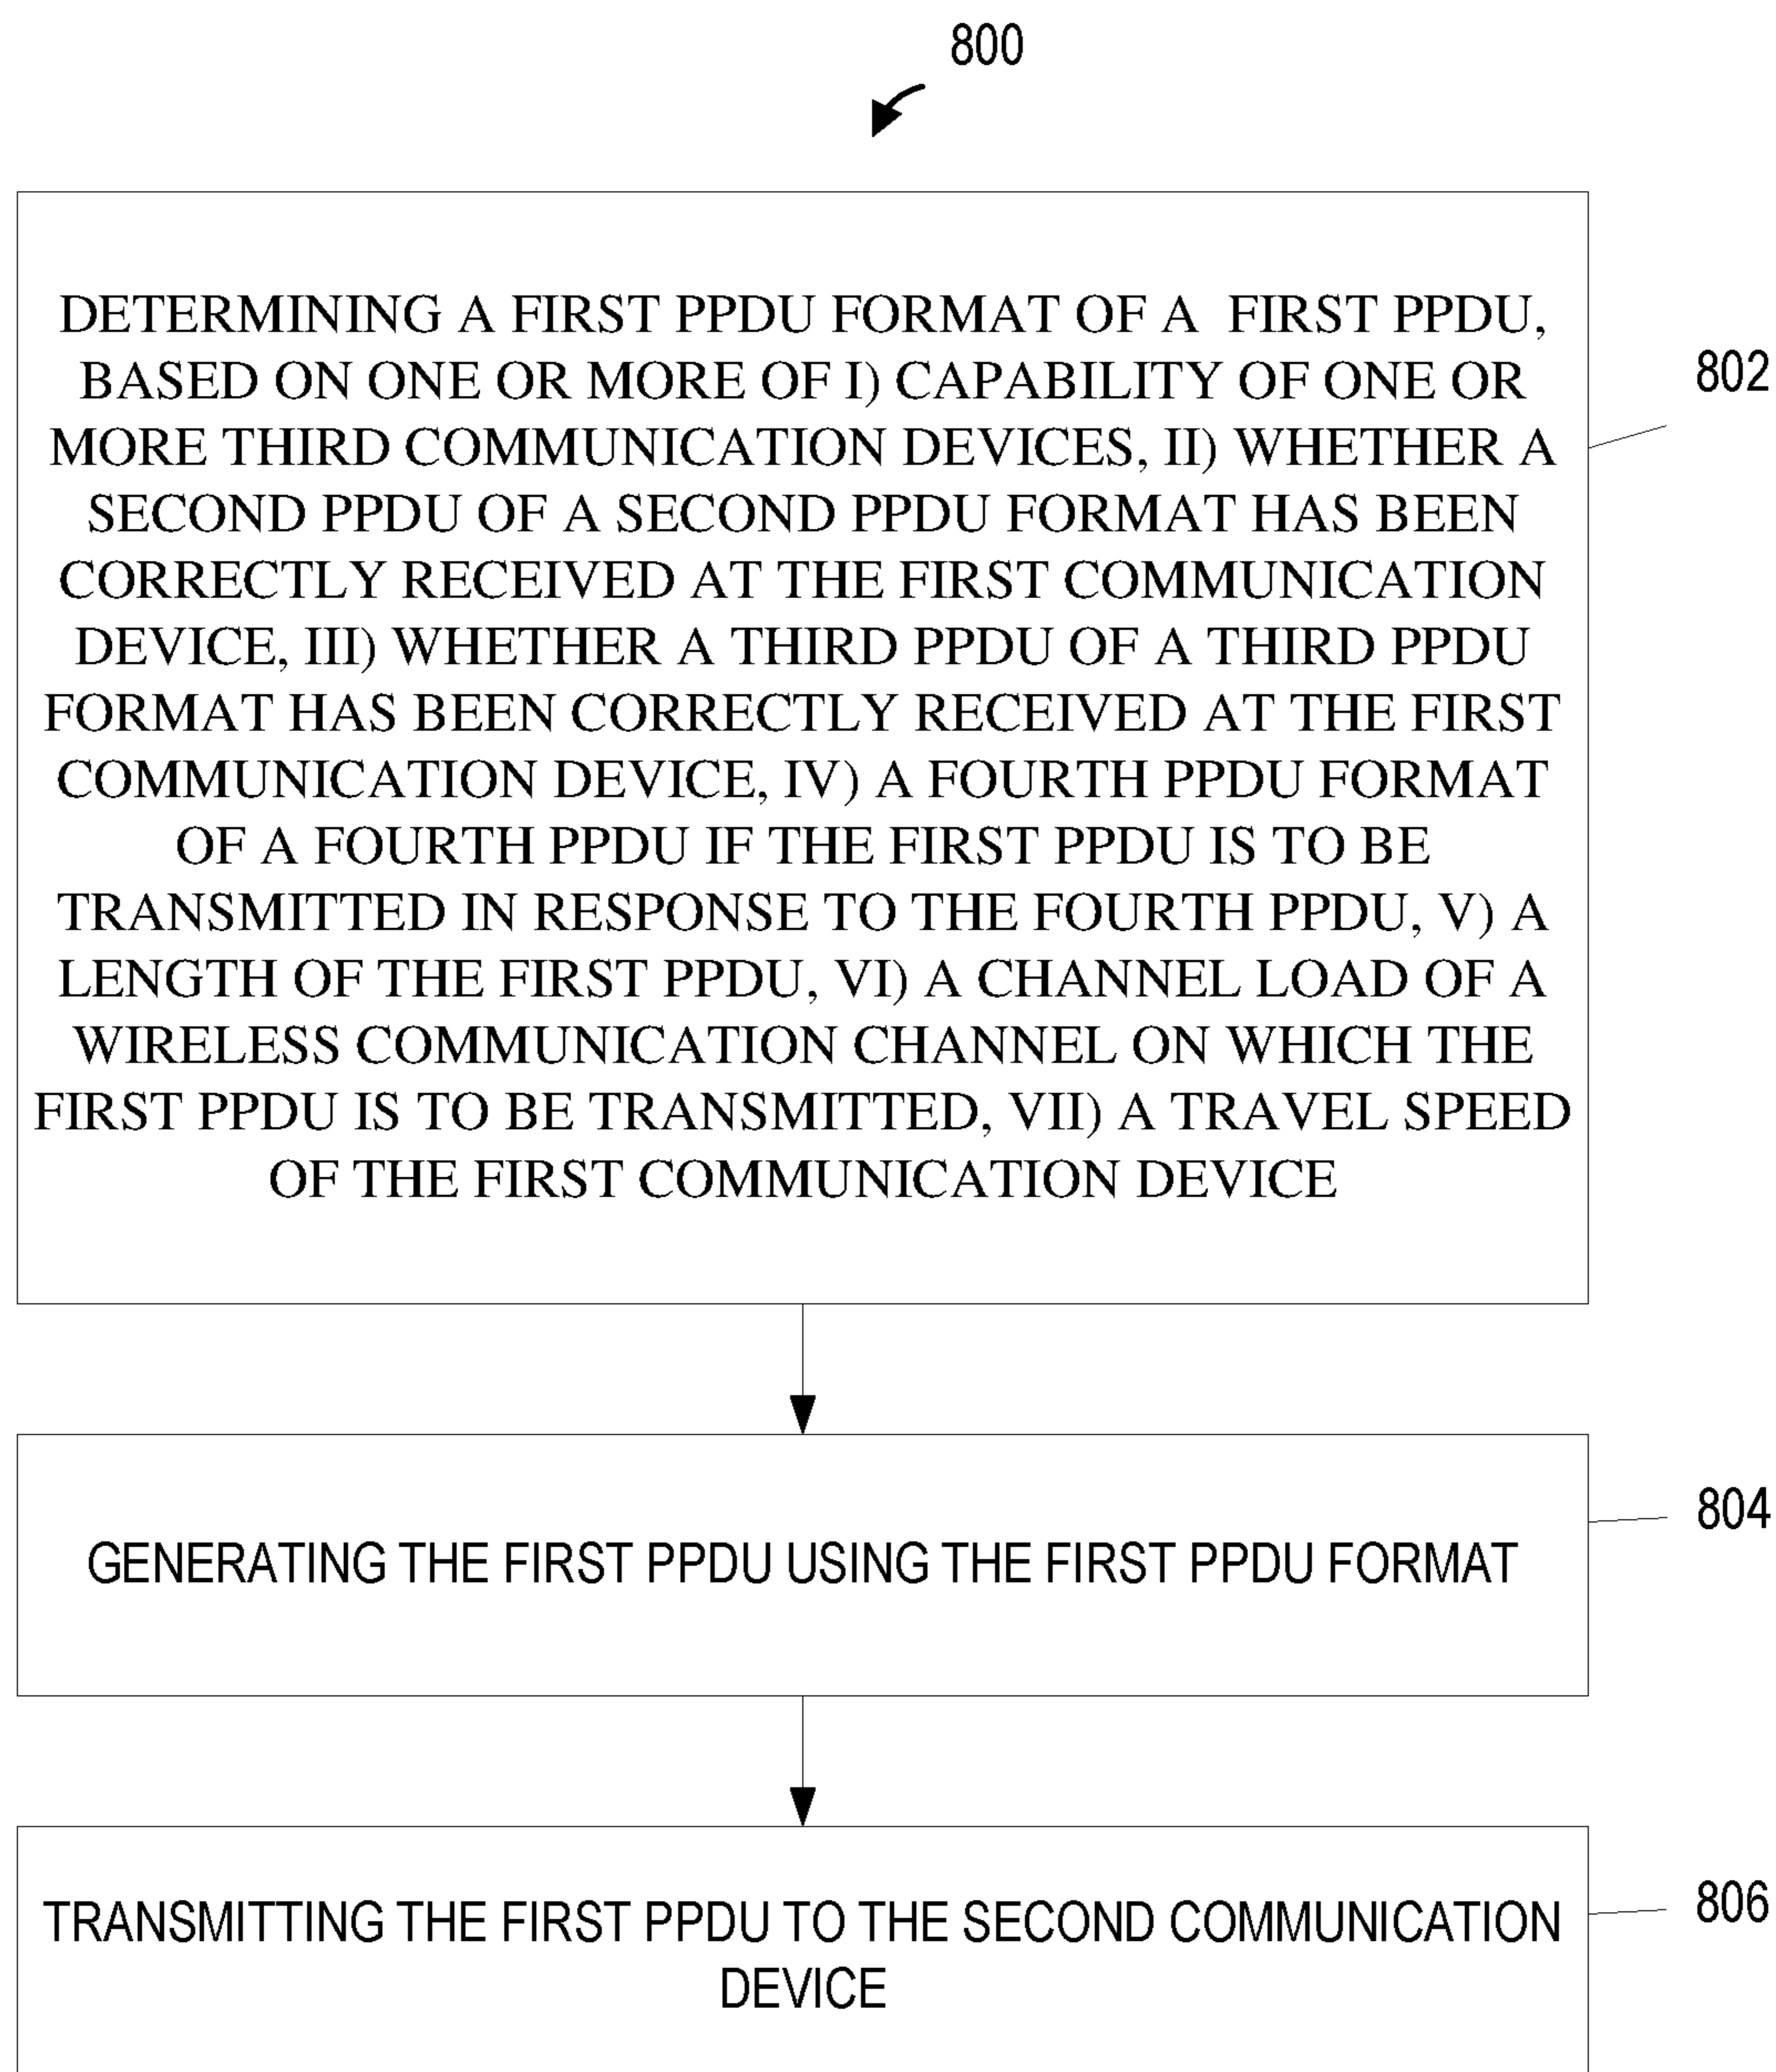 800
DETERMINING A FIRST PPDU FORMAT OF A FIRST PPDU,
BASED ON ONE OR MORE OF I) CAPABILITY OF ONE OR
MORE THIRD COMMUNICATION DEVICES, II) WHETHER A
SECOND PPDU OF A SECOND PPDU FORMAT HAS BEEN
CORRECTLY RECEIVED AT THE FIRST COMMUNICATION
DEVICE, III) WHETHER A THIRD PPDU OF A THIRD PPDU
FORMAT HAS BEEN CORRECTLY RECEIVED AT THE FIRST
COMMUNICATION DEVICE, IV) A FOURTH PPDU FORMAT
OF A FOURTH PPDU IF THE FIRST PPDU IS TO BE
TRANSMITTED IN RESPONSE TO THE FOURTH PPDU, V) A
LENGTH OF THE FIRST PPDU, VI) A CHANNEL LOAD OF A
WIRELESS COMMUNICATION CHANNEL ON WHICH THE
FIRST PPDU IS TO BE TRANSMITTED, VII) A TRAVEL SPEED
OF THE FIRST COMMUNICATION DEVICE
802
GENERATING THE FIRST PPDU USING THE FIRST PPDU FORMAT
804
TRANSMITTING THE FIRST PPDU TO THE SECOND COMMUNICATION
DEVICE
806